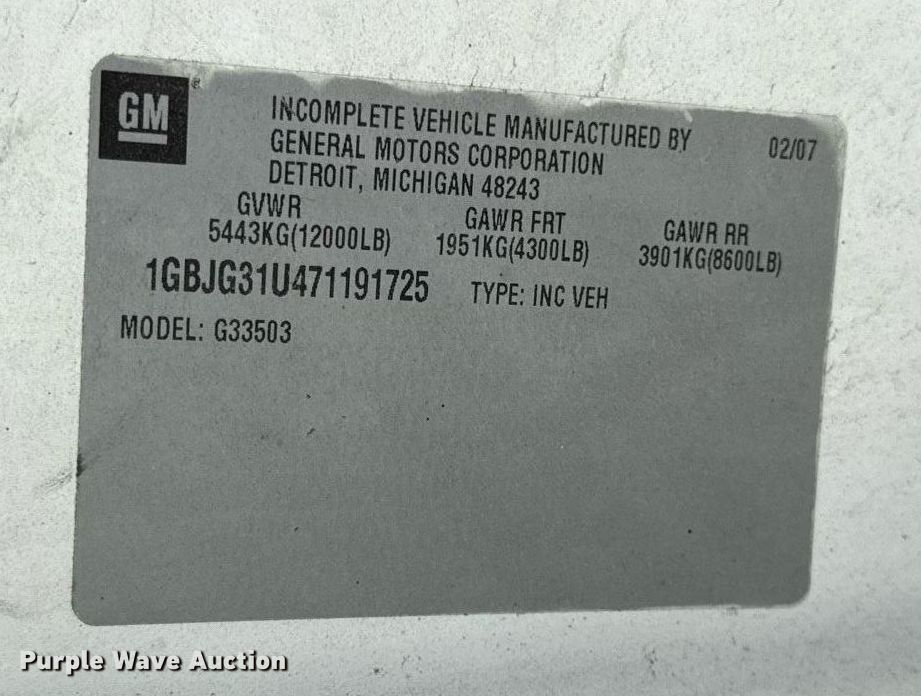 GM
INCOMPLETE VEHICLE MANUFACTURED BY 02/07
GENERAL MOTORS CORPORATION
DETROIT, MICHIGAN 48243
GVWR GAWR FRT GAWR RR
5443KG(12000LB) 1951KG(4300LB) 3901KG(8600LB)
1GBJG31U471191725 TYPE: INC VEH
MODEL: G33503
Purple Wave Auction